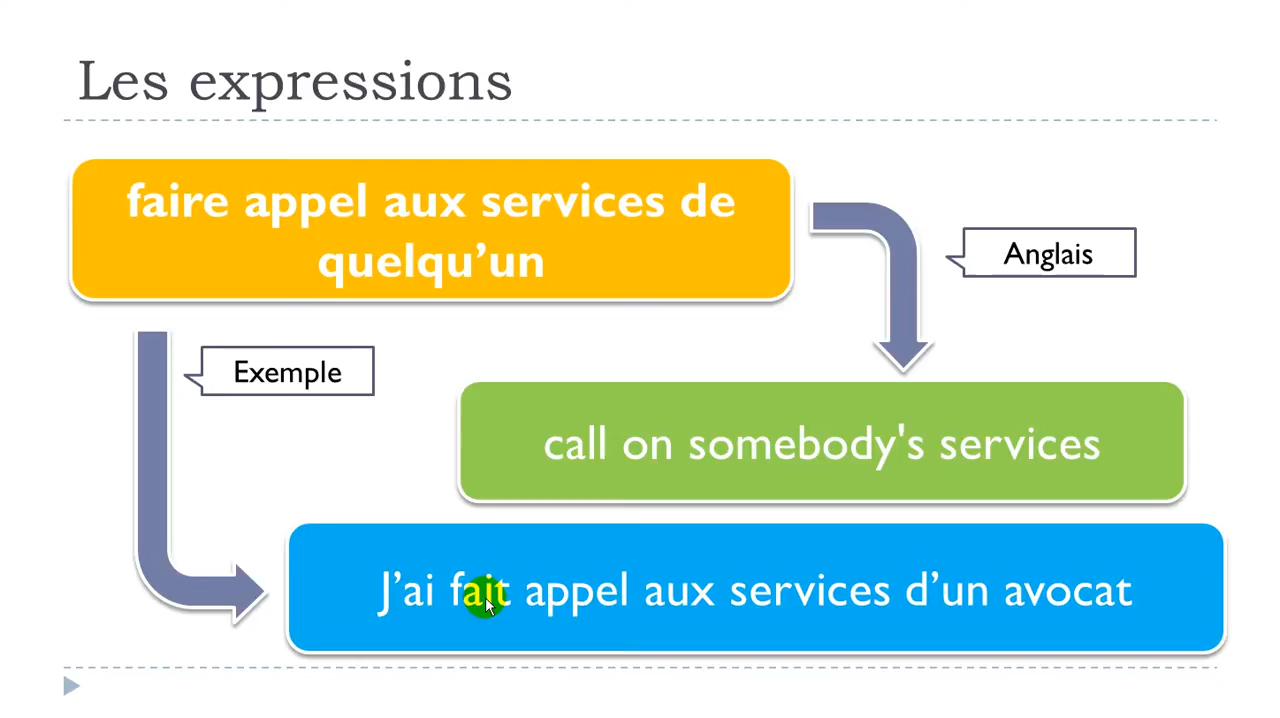 Les expressions
faire appel aux services de
quelqu’un
Anglais
Exemple
call on somebody's services
J’ai fait appel aux services d’un avocat